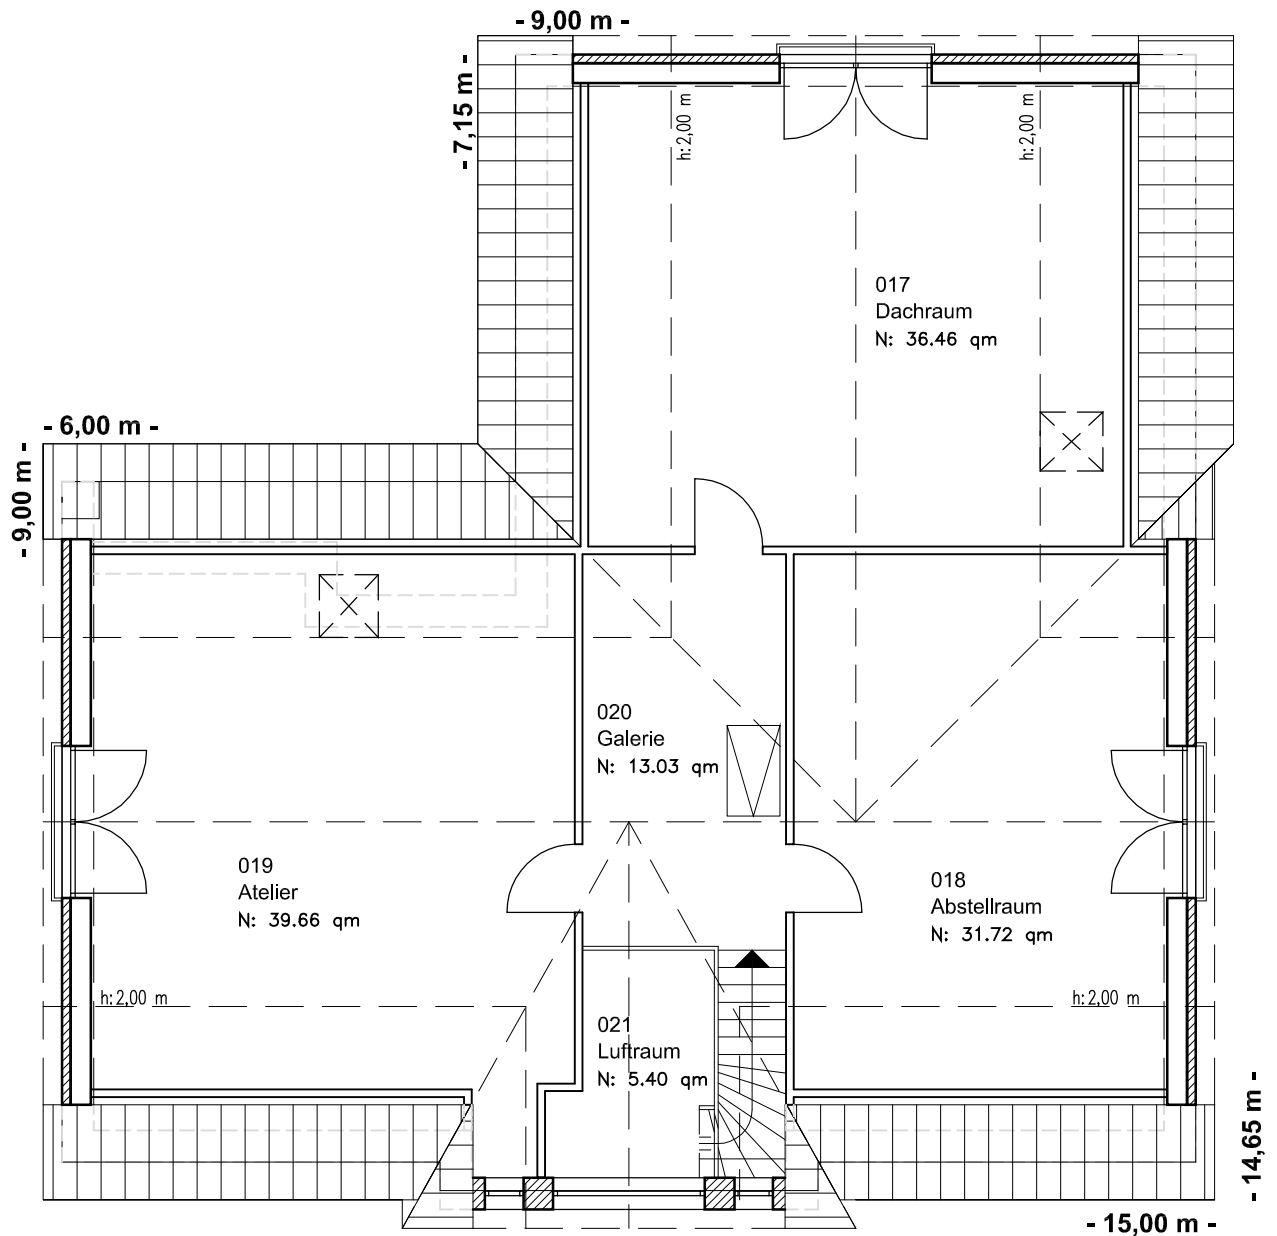 - 9,00 m -
- 7,15 m -
h:2,00 m
h:2,00 m
017
Dachraum
N: 36.46 qm
- 6,00 m -
- 9,00 m -
020
Galerie
N: 13.03 qm
019
Atelier
N: 39.66 qm
018
Abstellraum
N: 31.72 qm
h:2,00 m
h:2,00 m
021
Luftraum
N: 5.40 qm
- 14,65 m -
- 15,00 m -